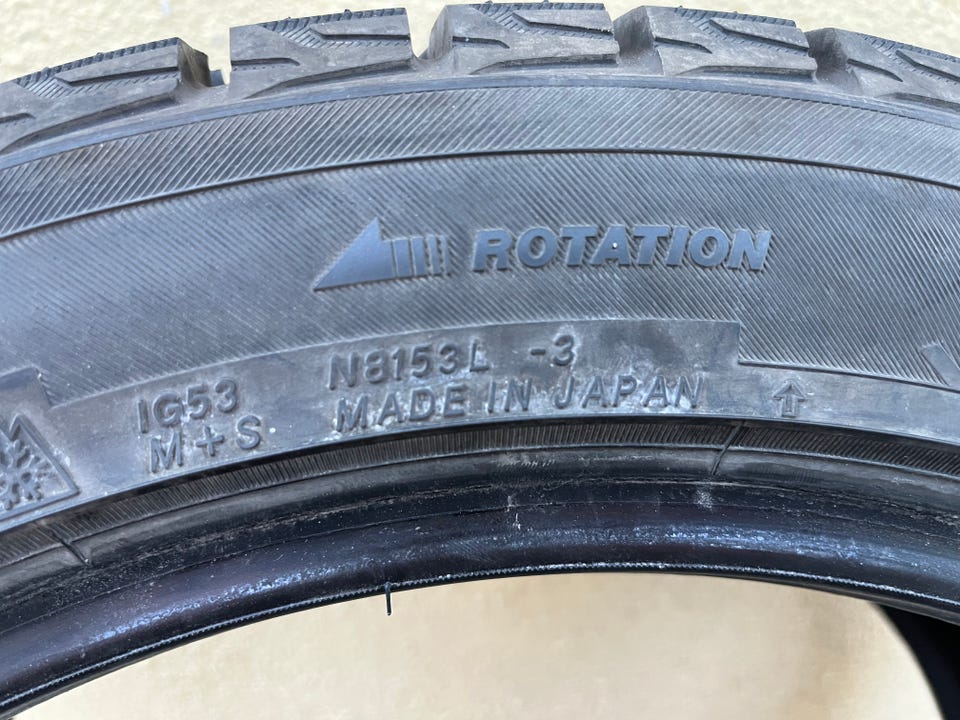 ROTATION
N8153L -3
IG53
MADE IN JAPAN
M+S